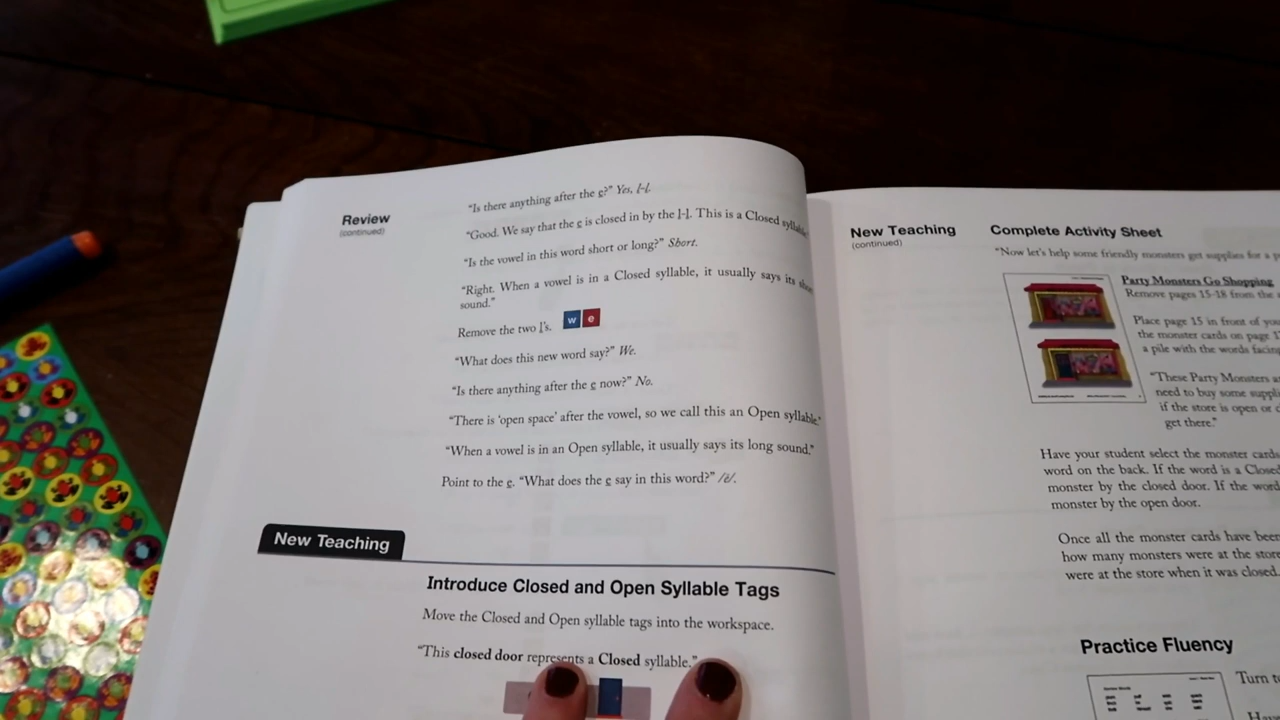 Review
(continued)
"Is there anything after the e?" Yes, /-/.
"Good. We say that the e is closed in by the l-l. This is a Closed syllable
"Is the vowel in this word short or long?" Short.
"Right. When a vowel is in a Closed syllable, it usually says its
sound."
Remove the two l's. w e
"What does this new word say?" We.
"Is there anything after the e now?" No.
"There is 'open space' after the vowel, so we call this an Open syllable."
"When a vowel is in an Open syllable, it usually says its long sound."
Point to the e. "What does the e say in this word?" /ē/.
New Teaching
Introduce Closed and Open Syllable Tags
Move the Closed and Open syllable tags into the workspace.
"This closed door represents a Closed syllable."
New Teaching
(continued)
Complete Activity Sheet
"Now let's help some friendly monsters get supplies for a
Party Monsters Go Shopping
Remove pages 15-18 from the
Place page 15 in front of
the monster cards on page
a pile with the words facing
"These Party Monsters
need to buy some
if the store is open or
get there."
Have your student select the monster cards
word on the back. If the word is a Closed
monster by the closed door. If the word
monster by the open door.
Once all the monster cards have been
how many monsters were at the store
were at the store when it was closed.
Practice Fluency
Turn